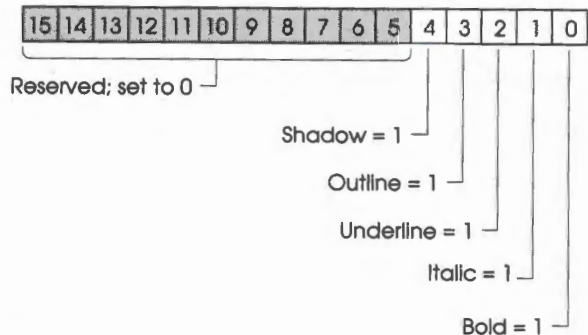 15 14 13 12 11 10 9 8 7 6 5 4 3 2 1 0
Reserved; set to 0
Shadow = 1
Outline = 1
Underline = 1
Italic = 1
Bold = 1